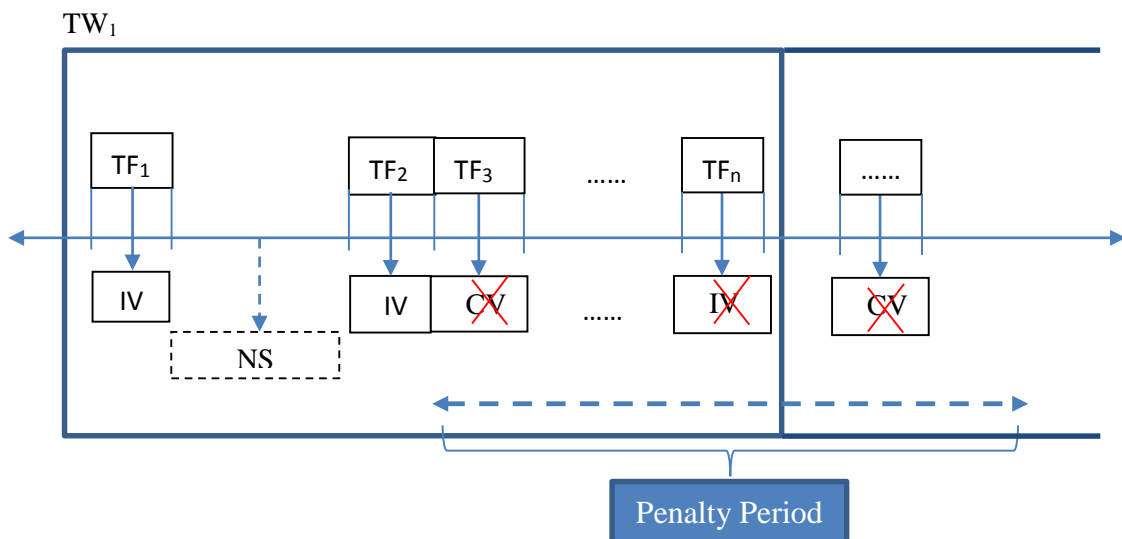 TW₁
TF₁
TF₂ TF₃ ...... TFₙ ......
IV
IV CV ...... IV CV
NS
Penalty Period